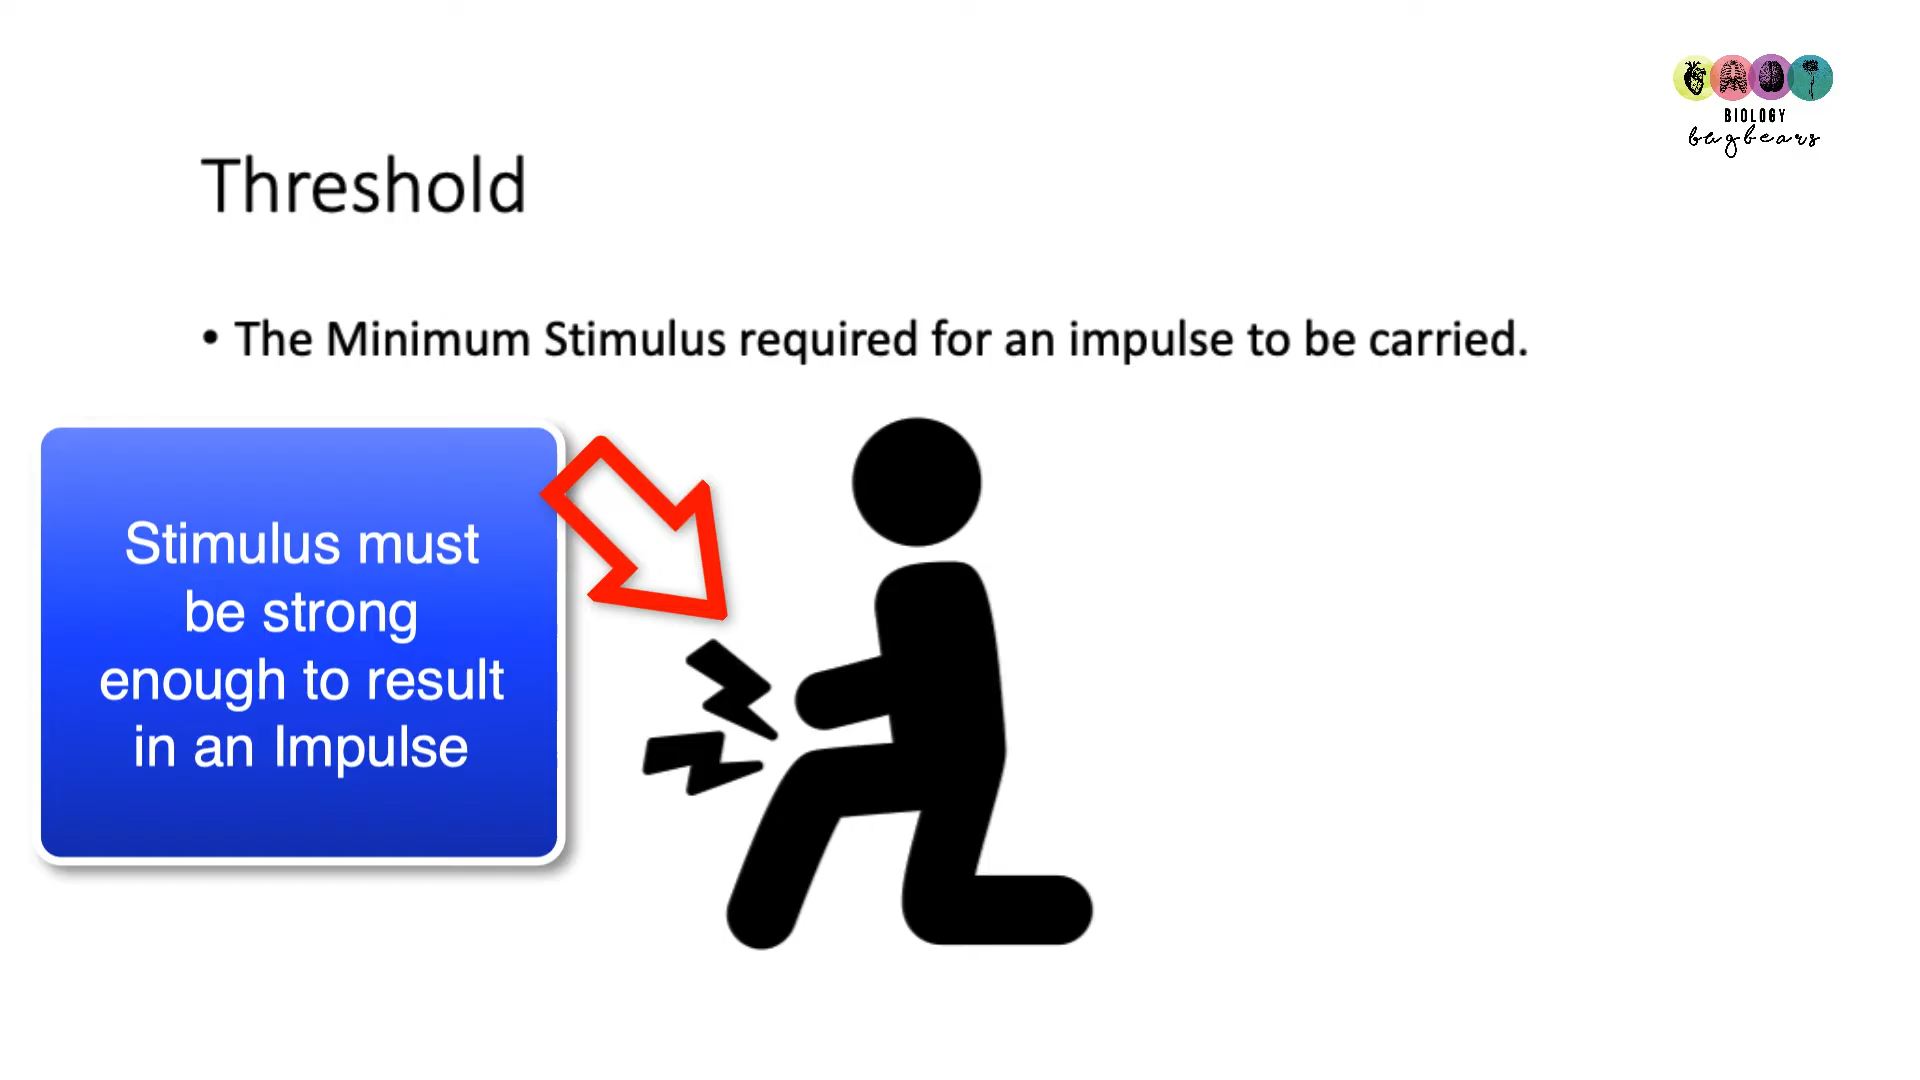 BIOLOGY
bugbears
Threshold
• The Minimum Stimulus required for an impulse to be carried.
Stimulus must
be strong
enough to result
in an Impulse